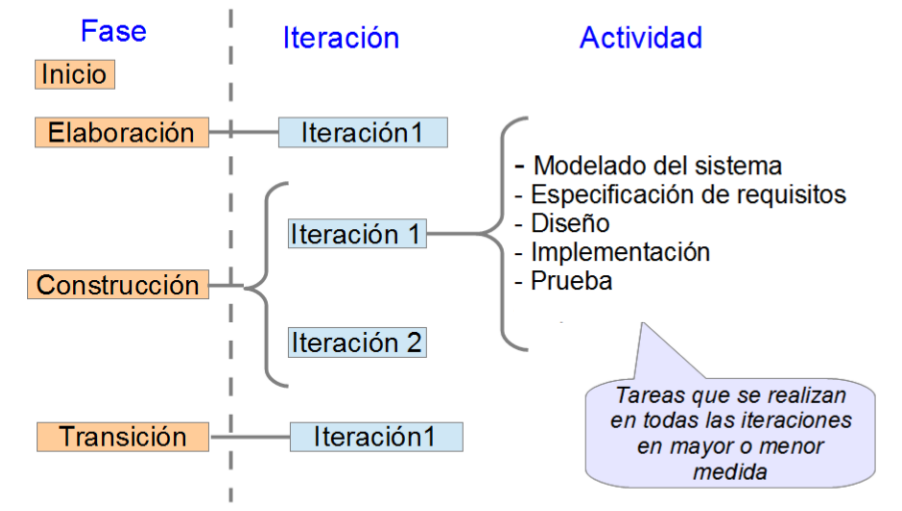 Fase
Iteración
Actividad
Inicio
Elaboración
Iteración1
- Modelado del sistema
- Especificación de requisitos
- Diseño
- Implementación
- Prueba
Iteración 1
Construcción
Iteración 2
Tareas que se realizan
en todas las iteraciones
en mayor o menor
medida
Transición
Iteración1